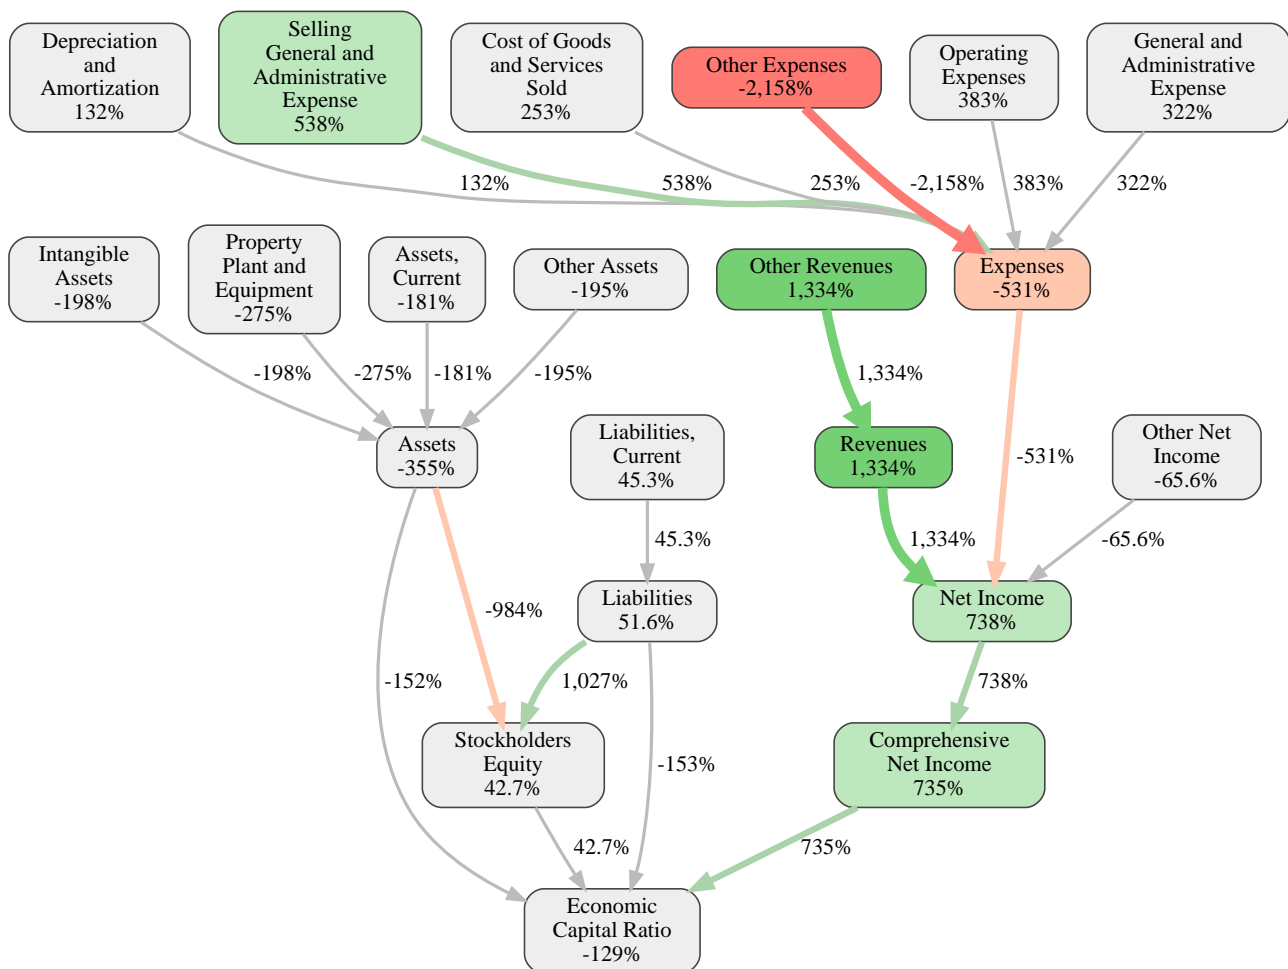 Depreciation
and
Amortization
132%
Selling
General and
Administrative
Expense
538%
Cost of Goods
and Services
Sold
253%
Other Expenses
-2,158%
Operating
Expenses
383%
General and
Administrative
Expense
322%
132%
538%
253%
-2,158%
383%
322%
Intangible
Assets
-198%
Property
Plant and
Equipment
-275%
Assets,
Current
-181%
Other Assets
-195%
Other Revenues
1,334%
Expenses
-531%
-198%
-275%
-181%
-195%
1,334%
Assets
-355%
Liabilities,
Current
45.3%
Revenues
1,334%
-531%
Other Net
Income
-65.6%
45.3%
1,334%
-65.6%
-984%
Liabilities
51.6%
Net Income
738%
-152%
1,027%
738%
Stockholders
Equity
42.7%
-153%
Comprehensive
Net Income
735%
42.7%
735%
Economic
Capital Ratio
-129%